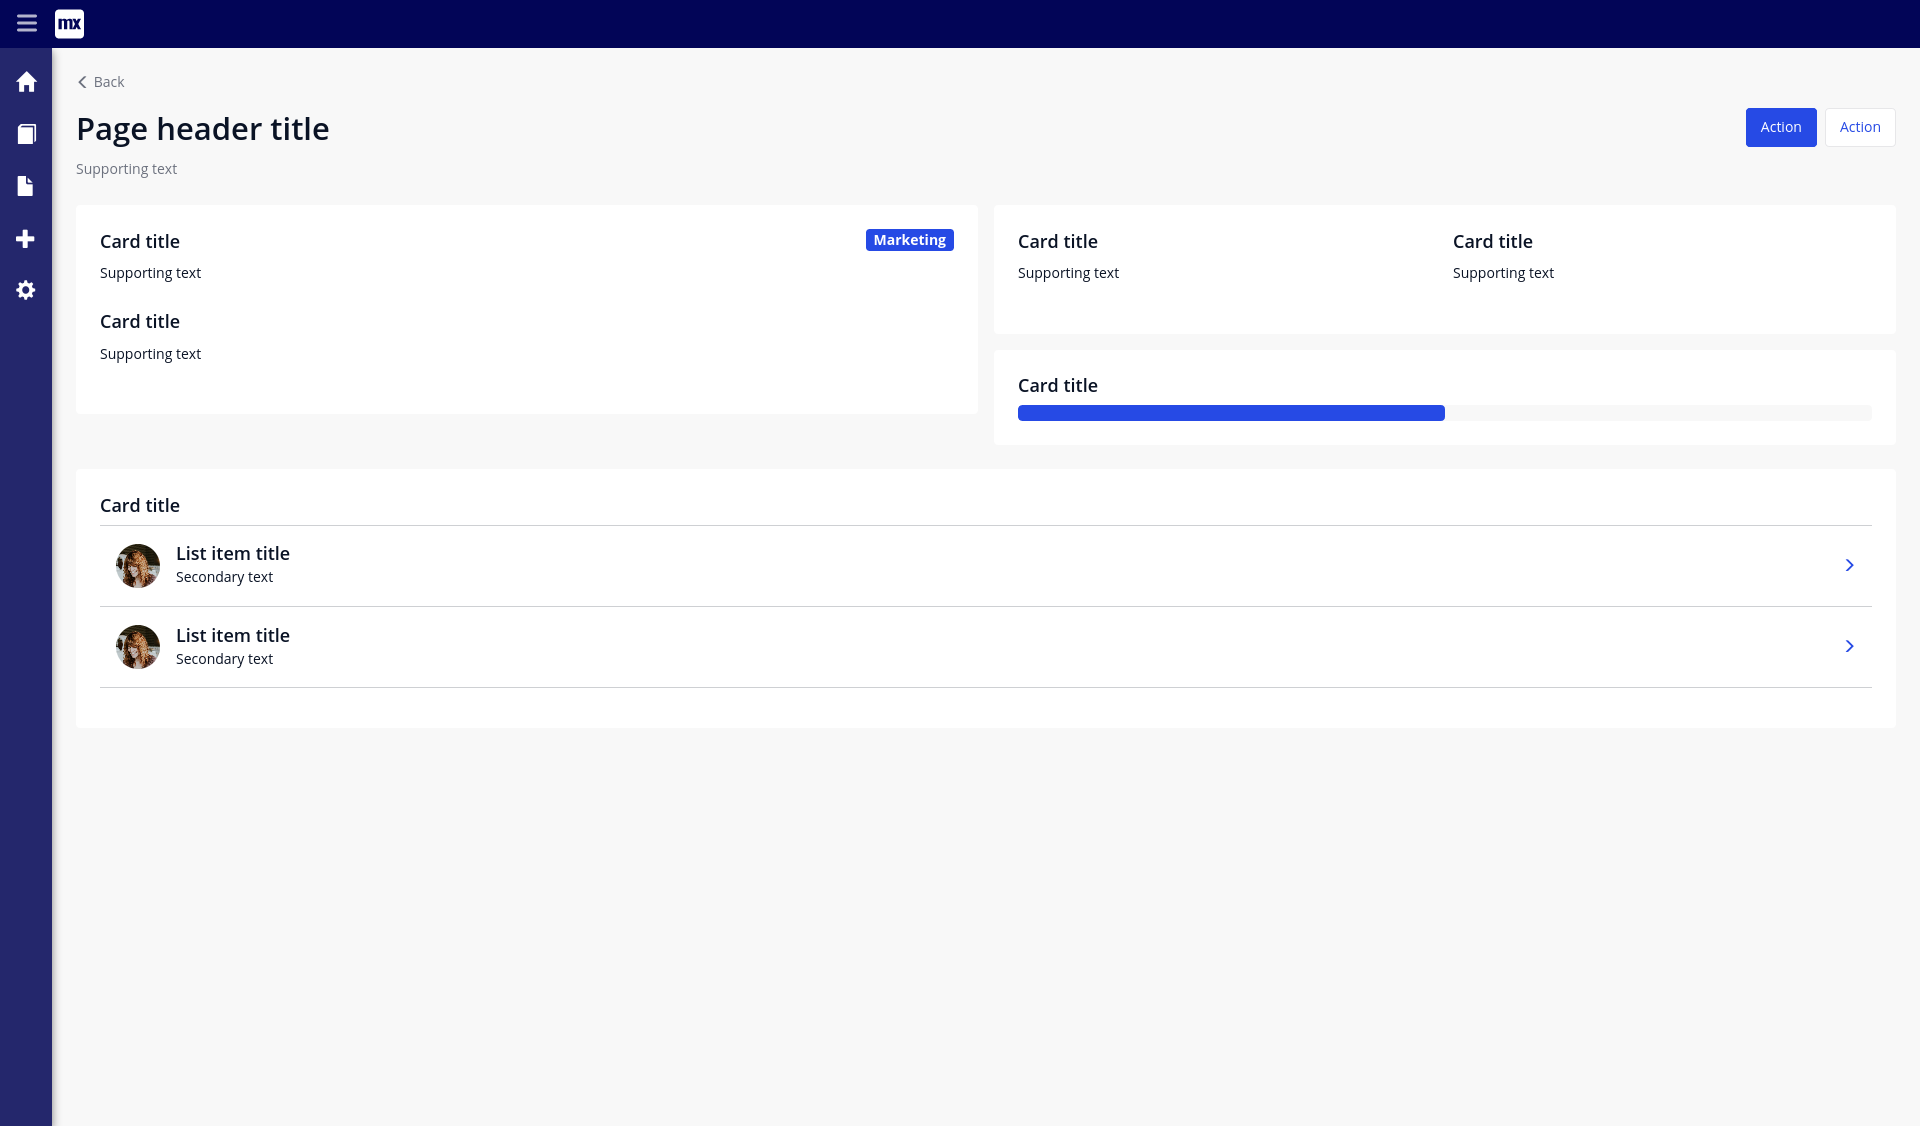 mx
Back
Page header title
Action
Action
Supporting text
Card title
Marketing
Supporting text
Card title
Supporting text
Card title
Supporting text
Card title
Supporting text
Card title
Card title
List item title
Secondary text
List item title
Secondary text